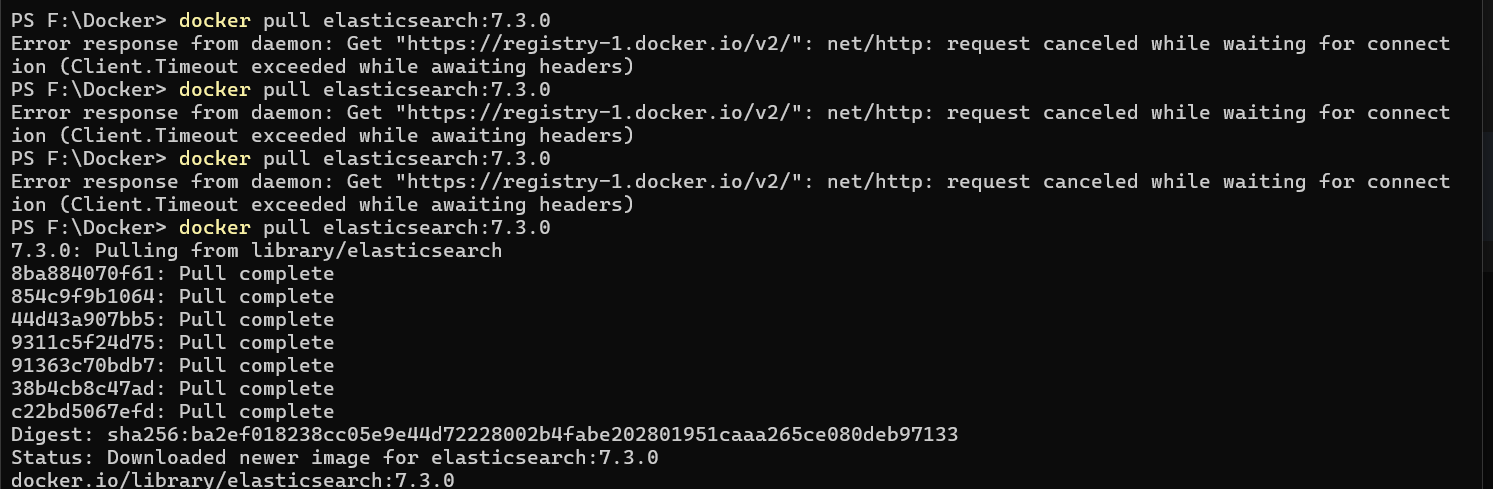 PS F:\Docker> docker pull elasticsearch:7.3.0
Error response from daemon: Get "https://registry-1.docker.io/v2/": net/http: request canceled while waiting for connect
ion (Client.Timeout exceeded while awaiting headers)
PS F:\Docker> docker pull elasticsearch:7.3.0
Error response from daemon: Get "https://registry-1.docker.io/v2/": net/http: request canceled while waiting for connect
ion (Client.Timeout exceeded while awaiting headers)
PS F:\Docker> docker pull elasticsearch:7.3.0
Error response from daemon: Get "https://registry-1.docker.io/v2/": net/http: request canceled while waiting for connect
ion (Client.Timeout exceeded while awaiting headers)
PS F:\Docker> docker pull elasticsearch:7.3.0
7.3.0: Pulling from library/elasticsearch
8ba884070f61: Pull complete
854c9f9b1064: Pull complete
44d43a907bb5: Pull complete
9311c5f24d75: Pull complete
91363c70bdb7: Pull complete
38b4cb8c47ad: Pull complete
c22bd5067efd: Pull complete
Digest: sha256:ba2ef018238cc05e9e44d72228002b4fabe202801951caaa265ce080deb97133
Status: Downloaded newer image for elasticsearch:7.3.0
docker.io/library/elasticsearch:7.3.0